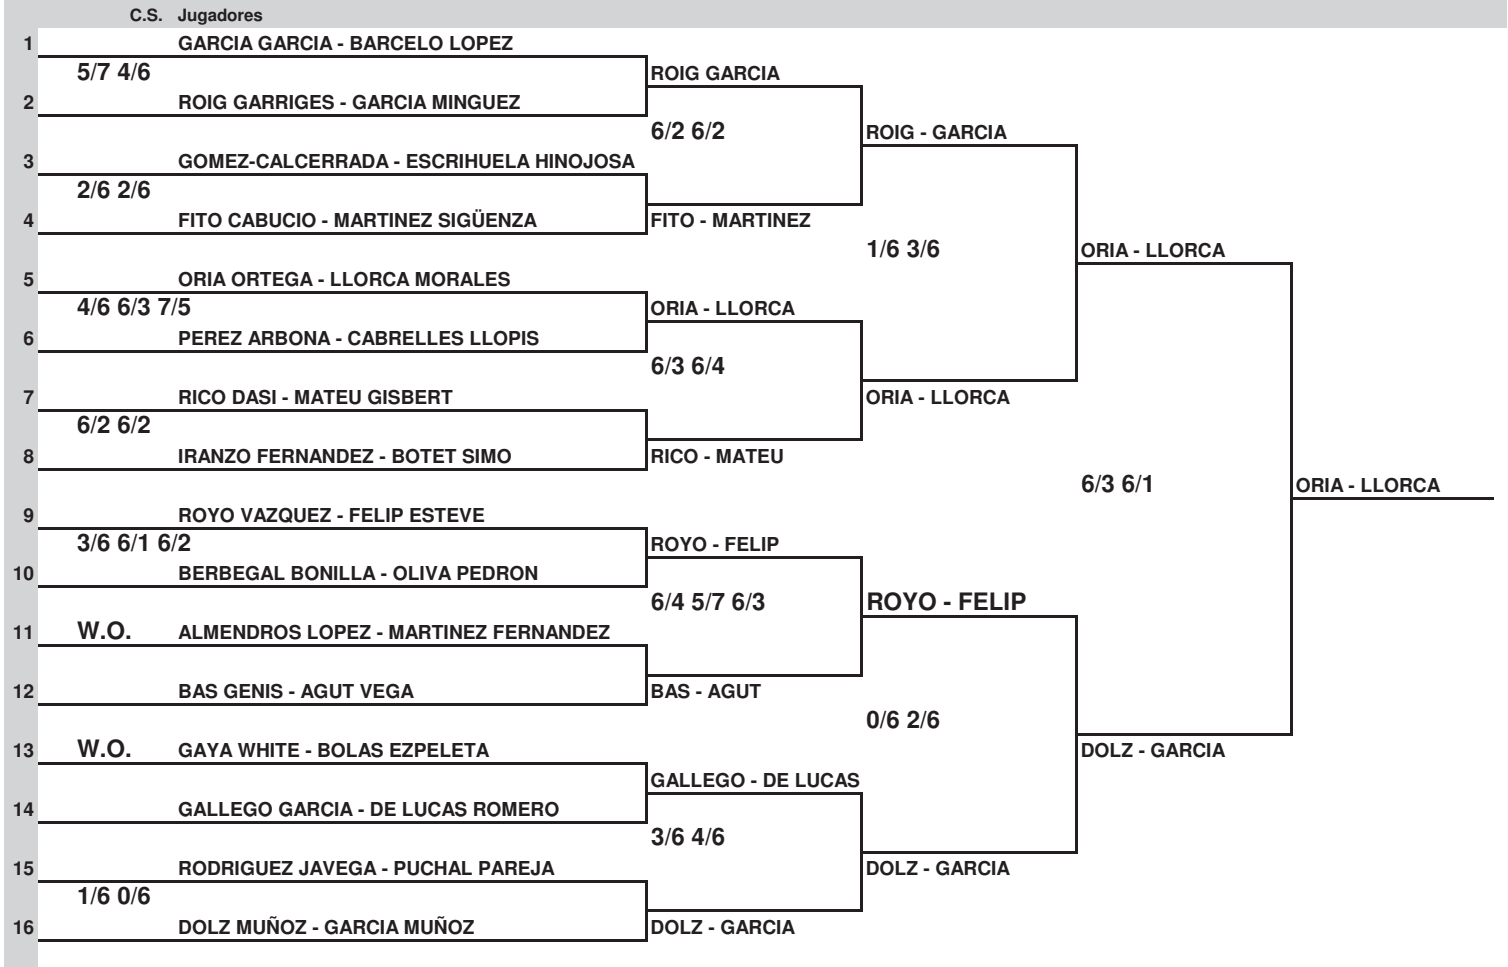 C.S. Jugadores
1 GARCIA GARCIA - BARCELO LOPEZ
5/7 4/6 ROIG GARCIA
2 ROIG GARRIGES - GARCIA MINGUEZ
6/2 6/2 ROIG - GARCIA
3 GOMEZ-CALCERRADA - ESCRIHUELA HINOJOSA
2/6 2/6
4 FITO CABUCIO - MARTINEZ SIGÜENZA FITO - MARTINEZ
1/6 3/6 ORIA - LLORCA
5 ORIA ORTEGA - LLORCA MORALES
4/6 6/3 7/5 ORIA - LLORCA
6 PEREZ ARBONA - CABRELLES LLOPIS
6/3 6/4
7 RICO DASI - MATEU GISBERT ORIA - LLORCA
6/2 6/2
8 IRANZO FERNANDEZ - BOTET SIMO RICO - MATEU
6/3 6/1 ORIA - LLORCA
9 ROYO VAZQUEZ - FELIP ESTEVE
3/6 6/1 6/2 ROYO - FELIP
10 BERBEGAL BONILLA - OLIVA PEDRON
6/4 5/7 6/3 ROYO - FELIP
11 W.O. ALMENDROS LOPEZ - MARTINEZ FERNANDEZ
12 BAS GENIS - AGUT VEGA BAS - AGUT
0/6 2/6
13 W.O. GAYA WHITE - BOLAS EZPELETA DOLZ - GARCIA
GALLEGO - DE LUCAS
14 GALLEGO GARCIA - DE LUCAS ROMERO
3/6 4/6
15 RODRIGUEZ JAVEGA - PUCHAL PAREJA DOLZ - GARCIA
1/6 0/6
16 DOLZ MUÑOZ - GARCIA MUÑOZ DOLZ - GARCIA